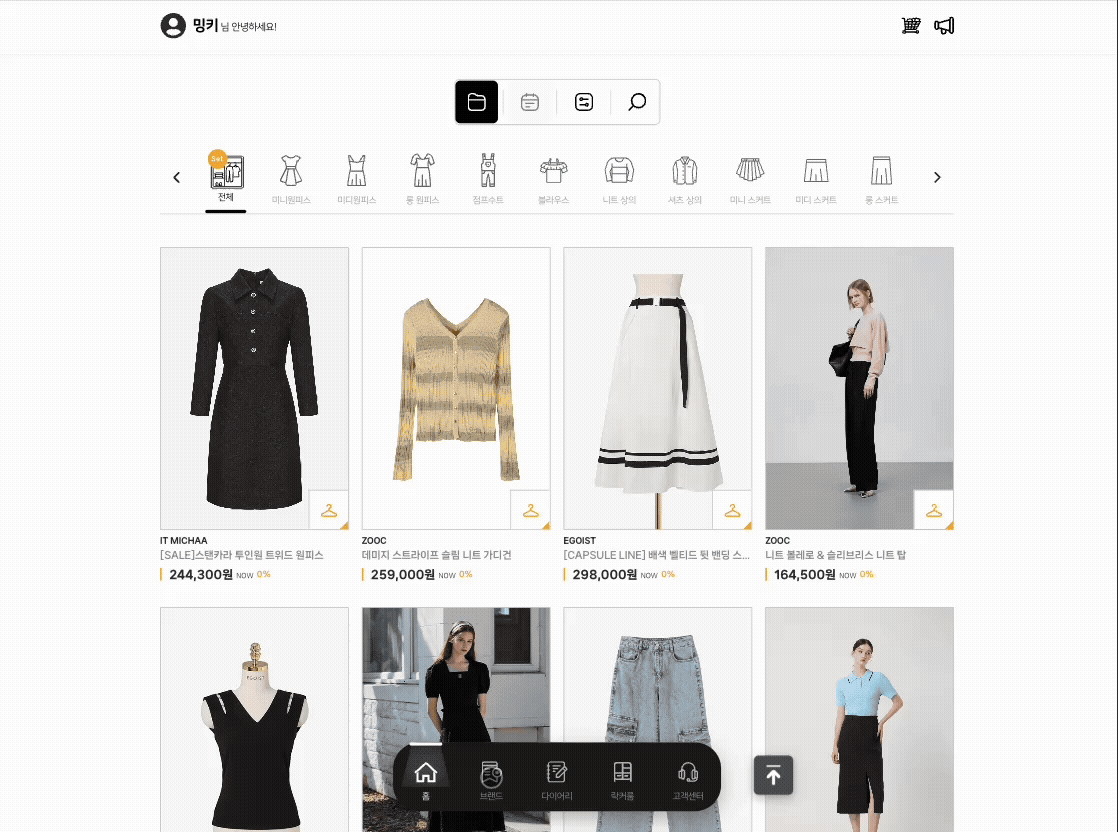 밍키 님 안녕하세요!
Set
전체
미니원피스
미디원피스
롱 원피스
점프수트
블라우스
니트 상의
셔츠 상의
미니 스커트
미디 스커트
롱 스커트
IT MICHAA
[SALE]스탠카라 투인원 트위드 원피스
244,300원 NOW 0%
ZOOC
데미지 스트라이프 슬림 니트 가디건
259,000원 NOW 0%
EGOIST
[CAPSULE LINE] 배색 벨티드 뒷 밴딩 스...
298,000원 NOW 0%
ZOOC
니트 볼레로 & 슬리브리스 니트 탑
164,500원 NOW 0%
EGOIST
홈
브랜드
다이어리
락커룸
고객센터